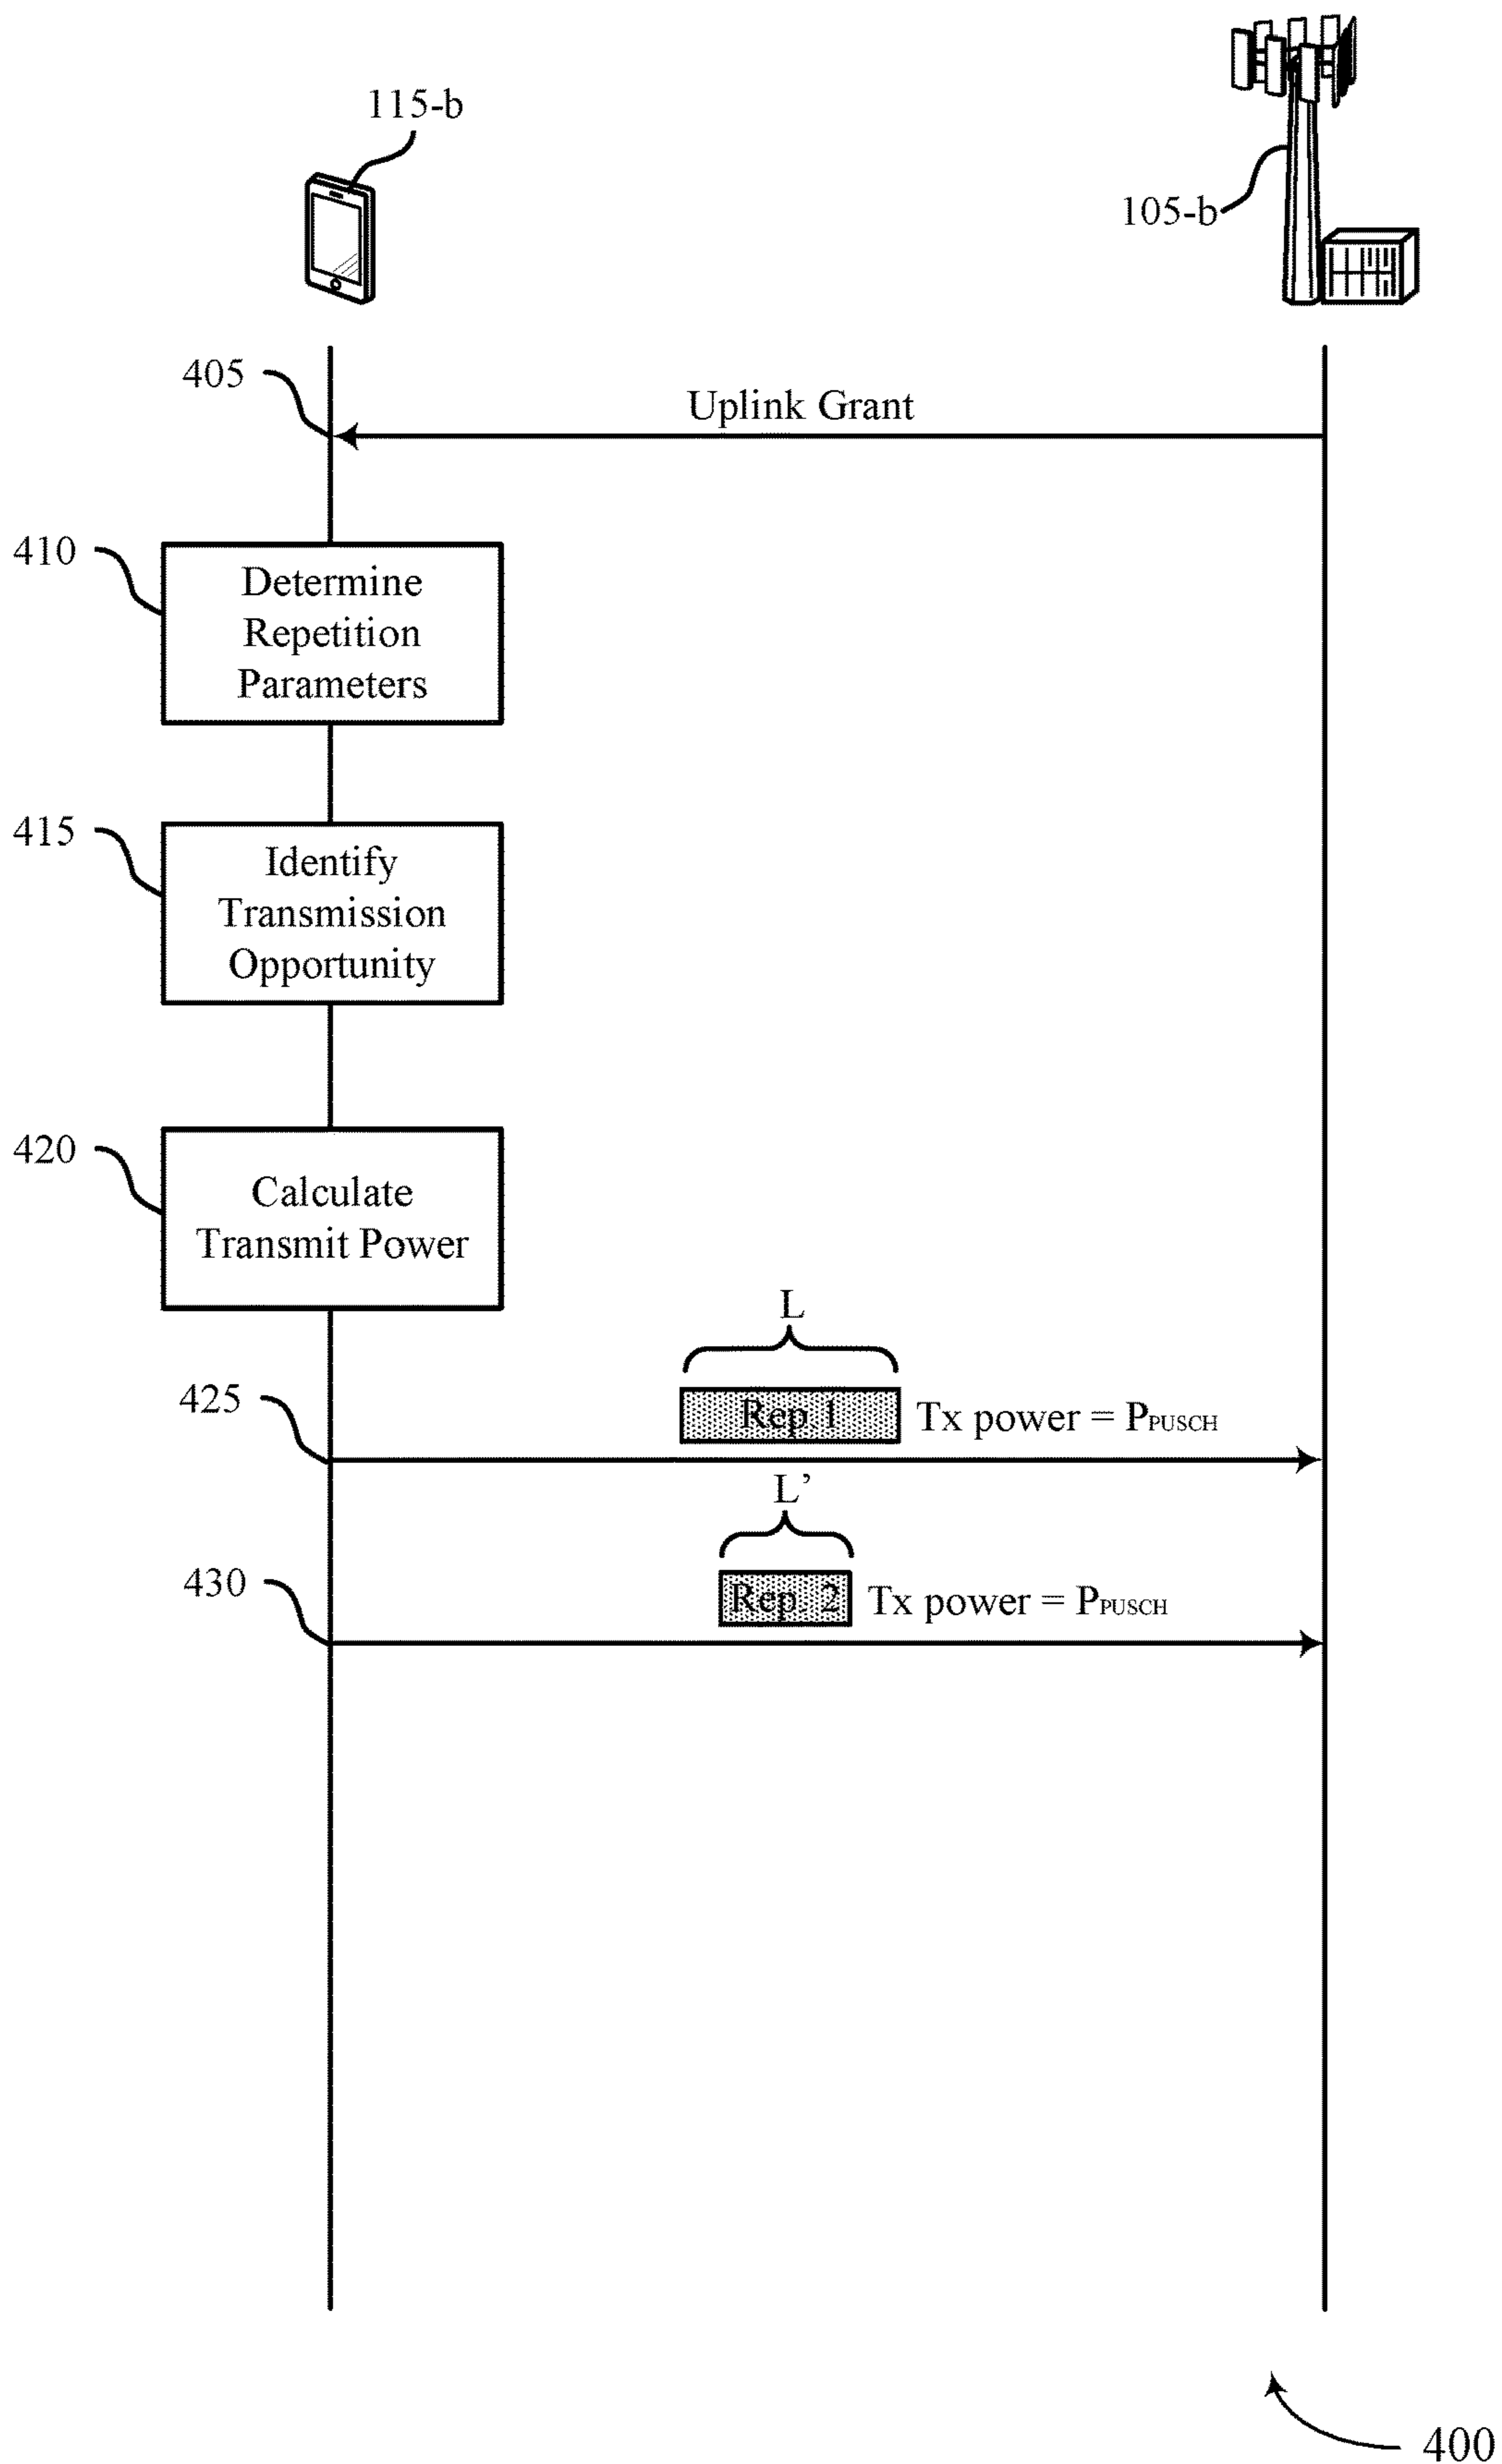 115-b
105-b
405
Uplink Grant
410
Determine
Repetition
Parameters
415
Identify
Transmission
Opportunity
420
Calculate
Transmit Power
L
425
Rep.1
Tx power = PPUSCH
L’
430
Rep. 2
Tx power = PPUSCH
400